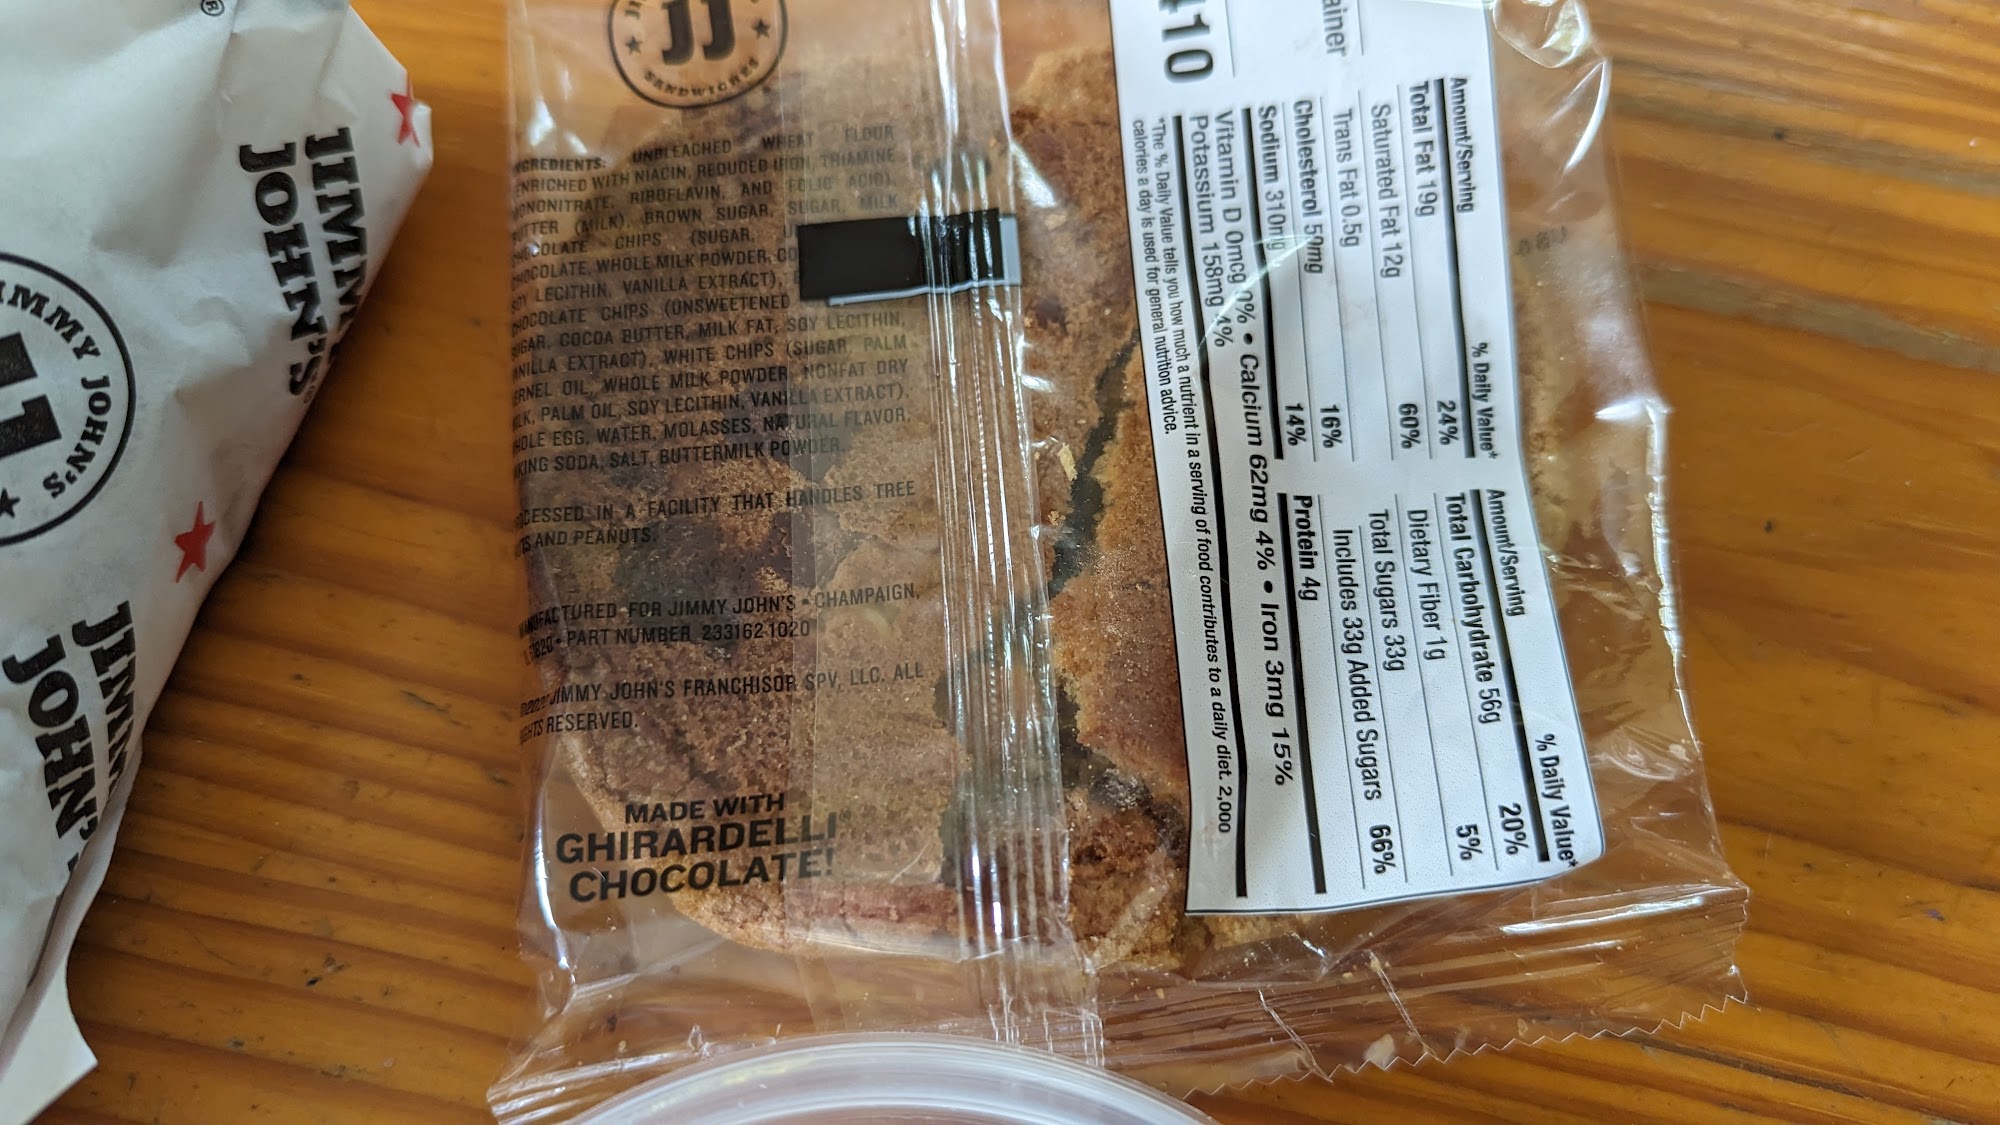 ®
JIMMY
JOHN'S
JIMMY JOHN'S
JJ
JOHN'S
JJ
SANDWICHES
INGREDIENTS: UNBLEACHED WHEAT FLOUR
ENRICHED WITH NIACIN, REDUCED IRON, THIAMINE
MONONITRATE, RIBOFLAVIN, AND FOLIC ACID),
BUTTER (MILK), BROWN SUGAR, SUGAR, MILK
CHOCOLATE CHIPS (SUGAR,
CHOCOLATE, WHOLE MILK POWDER,
SOY LECITHIN, VANILLA EXTRACT),
CHOCOLATE CHIPS (UNSWEETENED
SUGAR, COCOA BUTTER, MILK FAT, SOY LECITHIN,
VANILLA EXTRACT), WHITE CHIPS (SUGAR, PALM
KERNEL OIL, WHOLE MILK POWDER, NONFAT DRY
MILK, PALM OIL, SOY LECITHIN, VANILLA EXTRACT),
WHOLE EGG, WATER, MOLASSES, NATURAL FLAVOR,
BAKING SODA, SALT, BUTTERMILK POWDER.
PROCESSED IN A FACILITY THAT HANDLES TREE
NUTS AND PEANUTS.
MANUFACTURED FOR JIMMY JOHN'S • CHAMPAIGN,
• PART NUMBER 233162-1020
JIMMY JOHN'S FRANCHISOR SPV, LLC. ALL
RIGHTS RESERVED.
MADE WITH
GHIRARDELLI®
CHOCOLATE!
410
Amount/Serving % Daily Value*
Total Fat 19g 24%
Saturated Fat 12g 60%
Trans Fat 0.5g
Cholesterol 50mg 16%
Sodium 310mg 14%
Amount/Serving % Daily Value*
Total Carbohydrate 56g 20%
Dietary Fiber 1g 5%
Total Sugars 33g
Includes 33g Added Sugars 66%
Protein 4g
Vitamin D 0mcg 0% • Calcium 62mg 4% • Iron 3mg 15%
Potassium 158mg 4%
*The % Daily Value tells you how much a nutrient in a serving of food contributes to a daily diet. 2,000
calories a day is used for general nutrition advice.